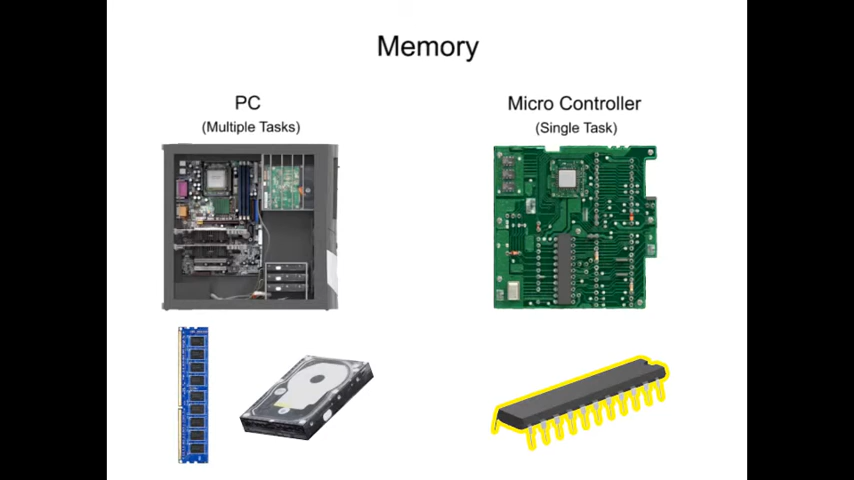 Memory
PC
(Multiple Tasks)
Micro Controller
(Single Task)